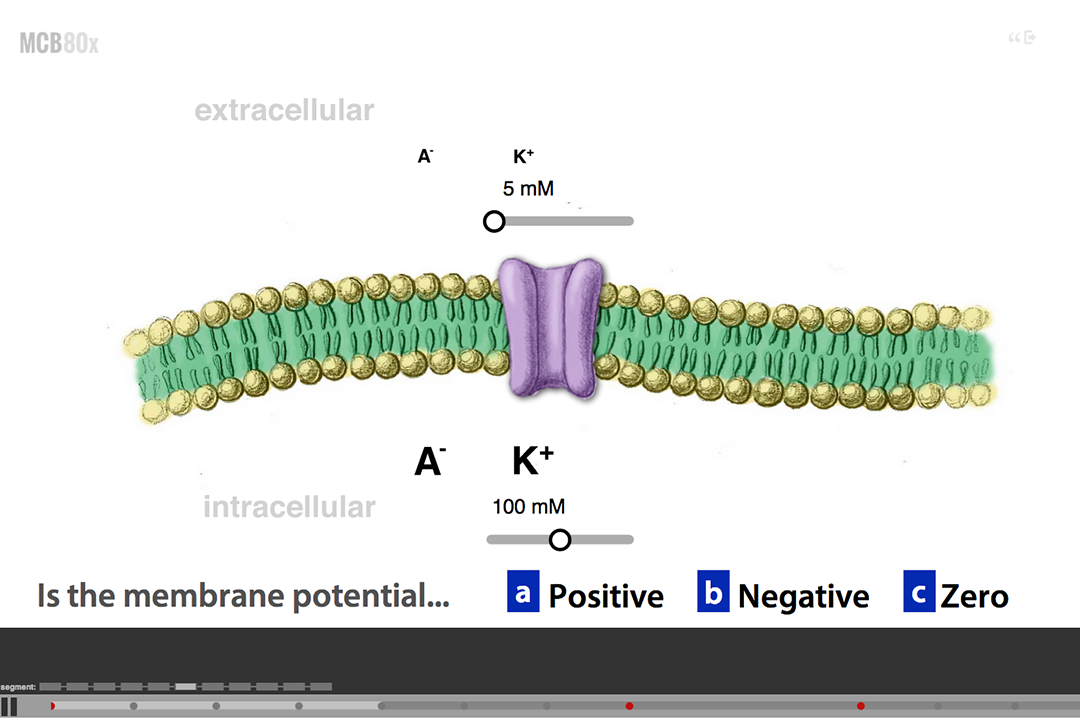 MCB80x
extracellular
A⁻ K⁺
5 mM
A⁻ K⁺
100 mM
intracellular
Is the membrane potential... a Positive b Negative c Zero
segment: